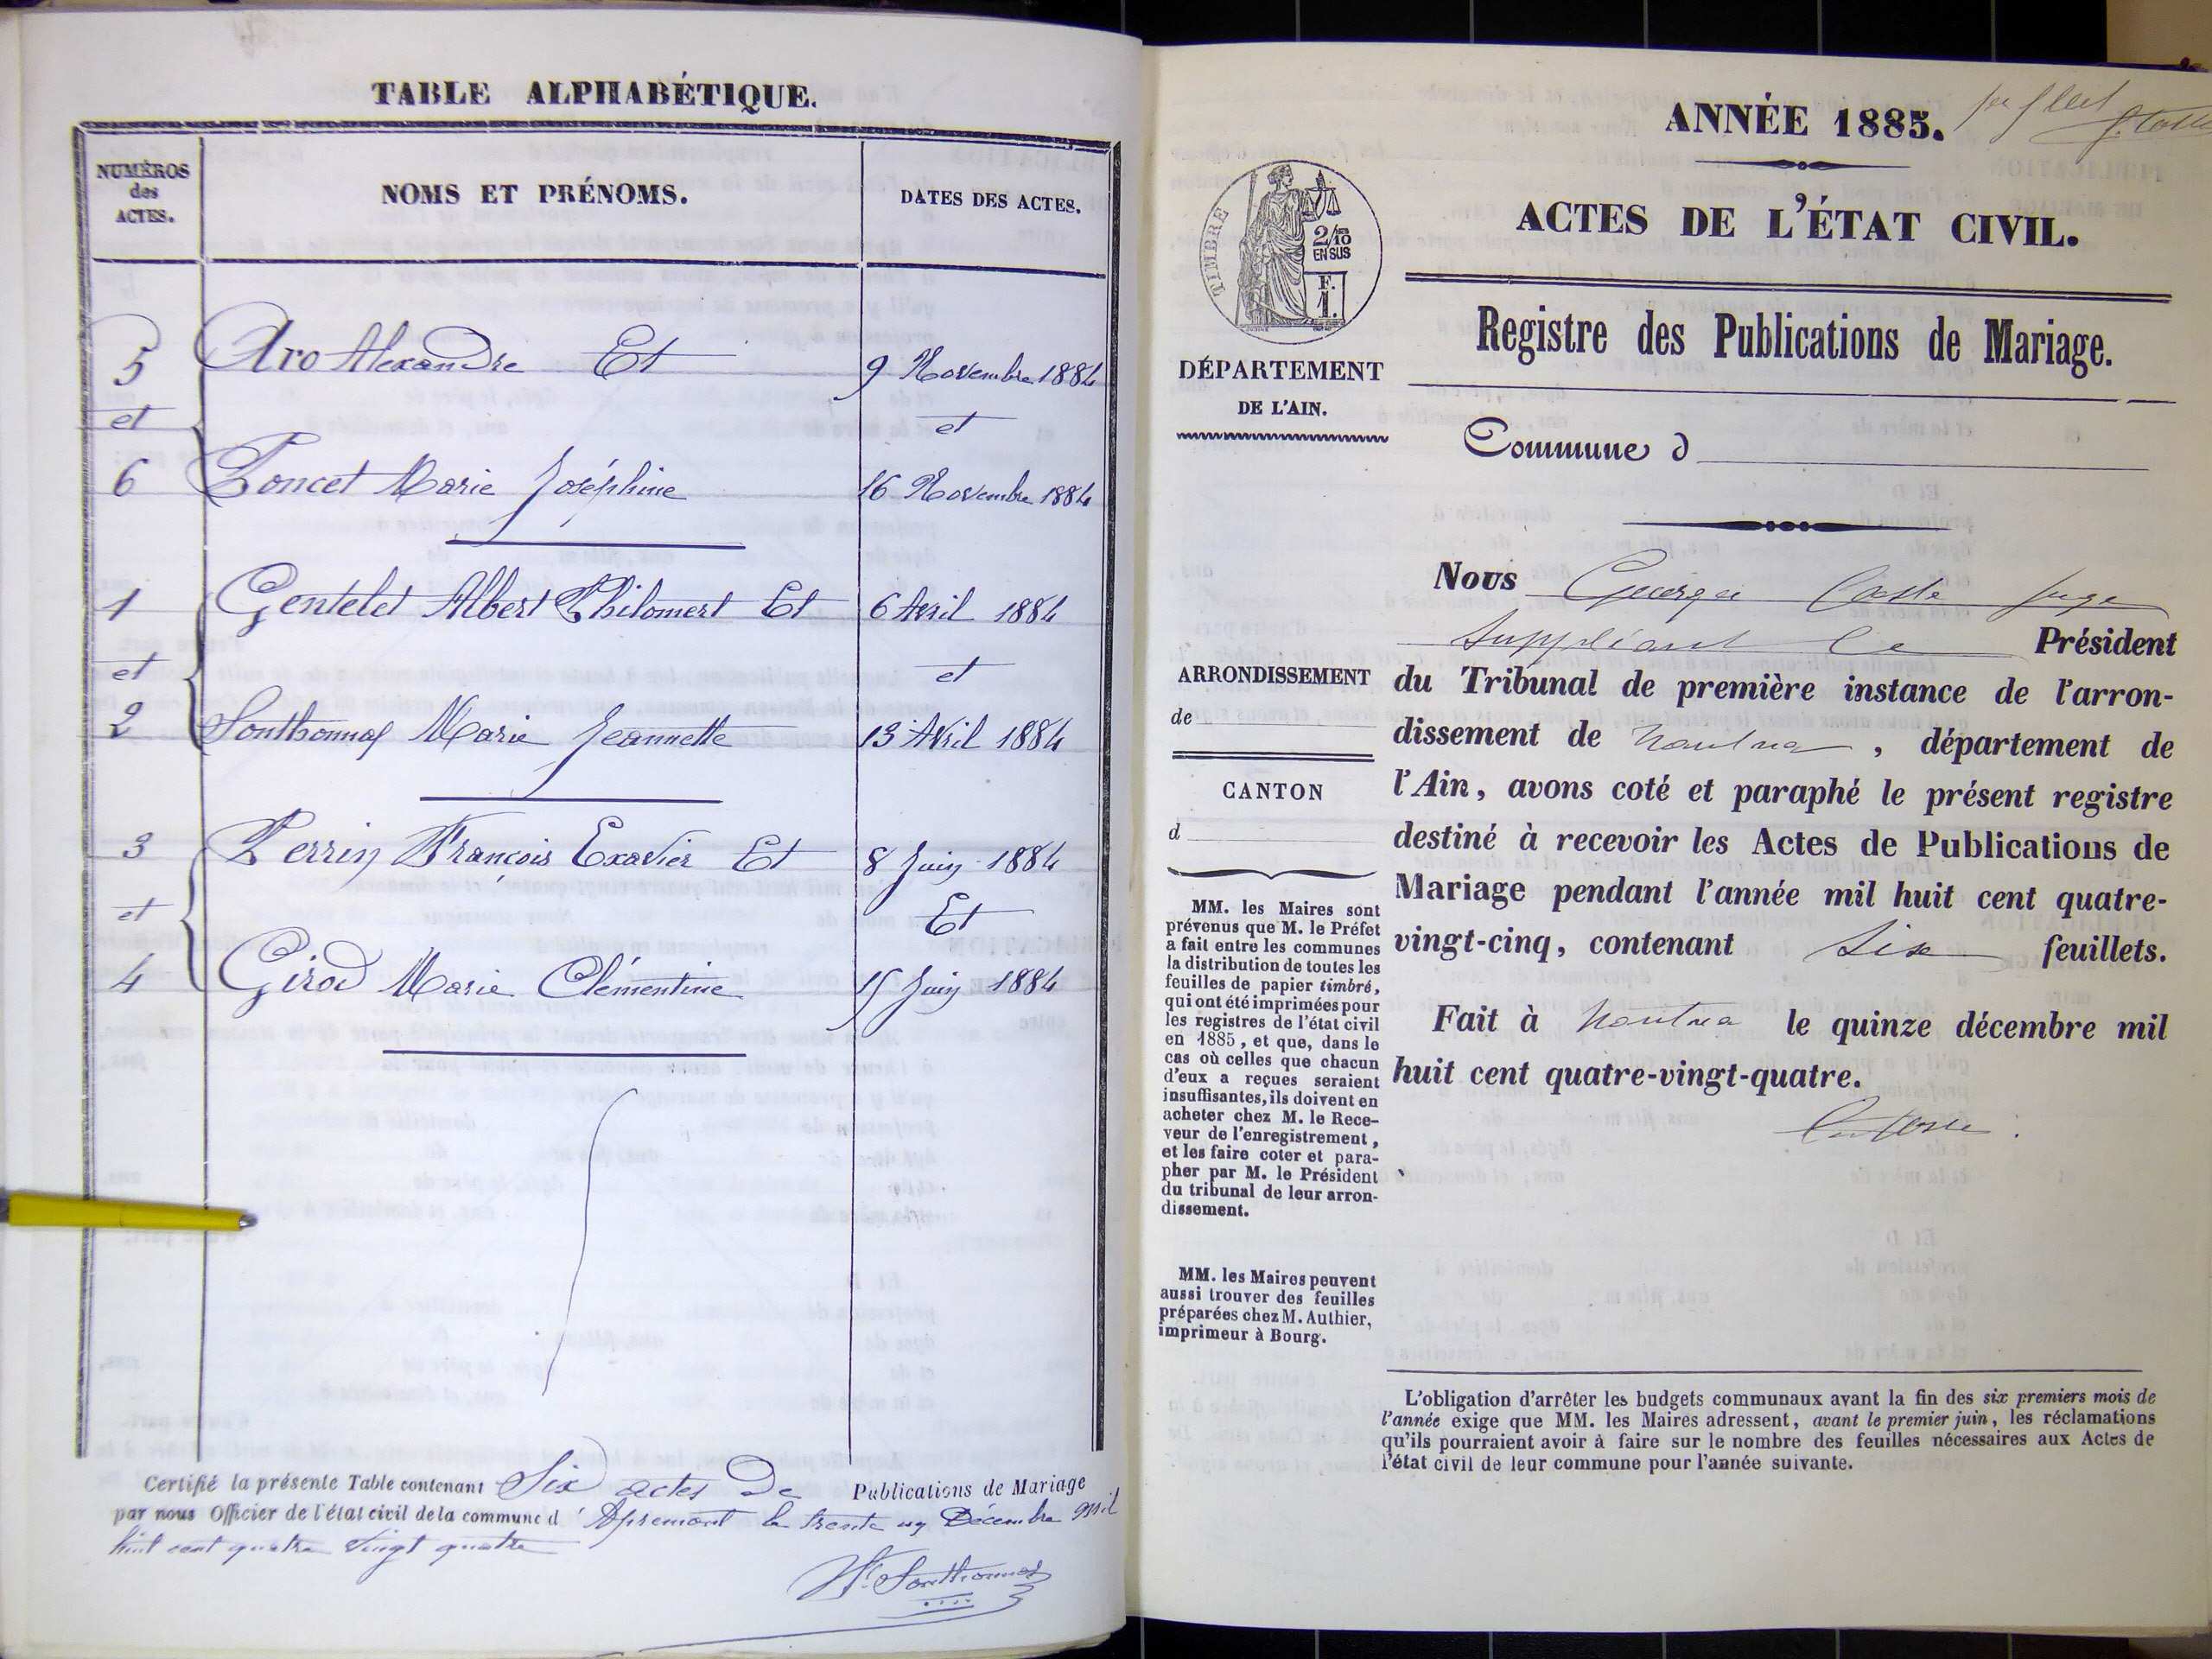 TABLE ALPHABÉTIQUE.
NUMÉROS
des
ACTES.
NOMS ET PRÉNOMS.
DATES DES ACTES.
5 Aro Alexandre Et 9 Novembre 1884
et et
6 Poncet Marie Joséphine 16 Novembre 1884
1 Gentelet Albert Philomert Et 6 Avril 1884
et et
2 Sonthonnax Marie Jeannette 13 Avril 1884
3 Perrin François Exavier Et 8 Juin 1884
et Et
4 Girod Marie Clémentine 15 Juin 1884
Certifié la présente Table contenant Six actes De Publications de Mariage
par nous Officier de l'état civil de la commune d'Apremont le trente un Décembre Mil
huit cent quatre vingt quatre
Sonthonnax
ANNÉE 1885.
ACTES DE L'ÉTAT CIVIL.
TIMBRE
2/10
EN SUS
F.
1.
Registre des Publications de Mariage.
DÉPARTEMENT
DE L'AIN.
Commune d
ARRONDISSEMENT
de
CANTON
d
MM. les Maires sont
prévenus que M. le Préfet
a fait entre les communes
la distribution de toutes les
feuilles de papier timbré,
qui ont été imprimées pour
les registres de l'état civil
en 1885, et que, dans le
cas où celles que chacun
d'eux a reçues seraient
insuffisantes, ils doivent en
acheter chez M. le Rece-
veur de l'enregistrement,
et les faire coter et para-
pher par M. le Président
du tribunal de leur arron-
dissement.
MM. les Maires peuvent
aussi trouver des feuilles
préparées chez M. Authier,
imprimeur à Bourg.
Nous Georges Coste juge
suppléant le Président
du Tribunal de première instance de l'arron-
dissement de Nantua, département de
l'Ain, avons coté et paraphé le présent registre
destiné à recevoir les Actes de Publications de
Mariage pendant l'année mil huit cent quatre-
vingt-cinq, contenant six feuillets.
Fait à Nantua le quinze décembre mil
huit cent quatre-vingt-quatre.
L'obligation d'arrêter les budgets communaux avant la fin des six premiers mois de
l'année exige que MM. les Maires adressent, avant le premier juin, les réclamations
qu'ils pourraient avoir à faire sur le nombre des feuilles nécessaires aux Actes de
l'état civil de leur commune pour l'année suivante.